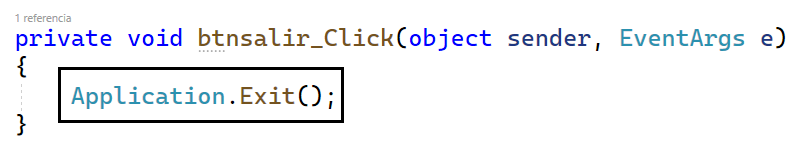 1 referencia
private void btnsalir_Click(object sender, EventArgs e)
{
Application.Exit();
}